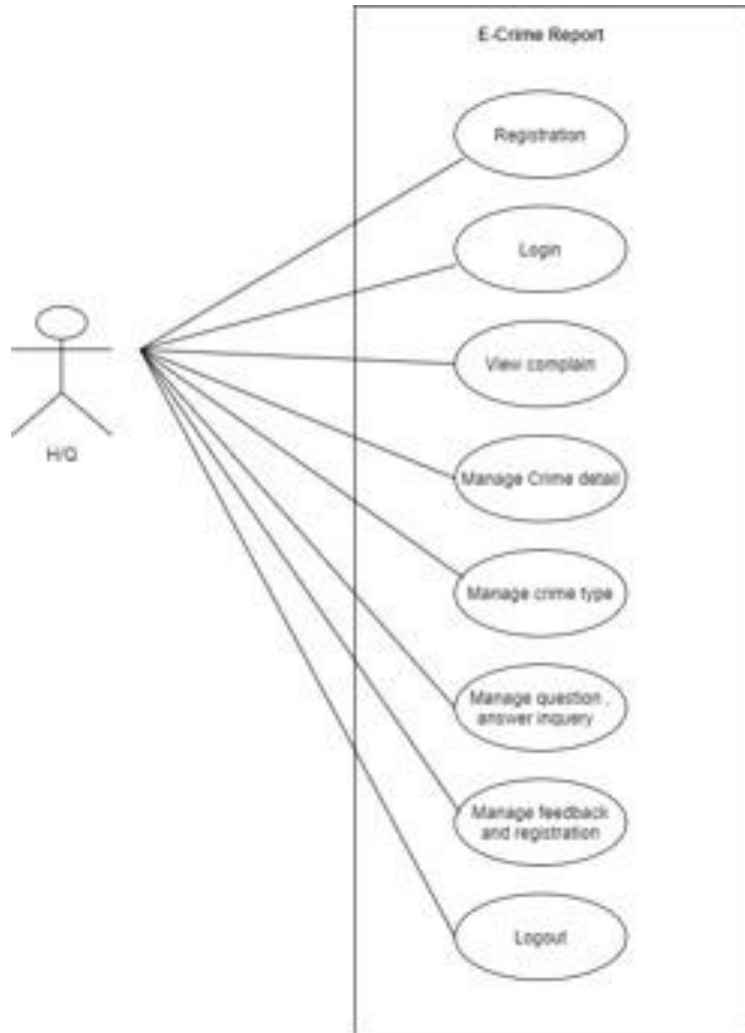 E-Crime Report
Registration
Login
View complain
H/Q
Manage Crime detail
Manage crime type
Manage question ,
answer inquery
Manage feedback
and registration
Logout